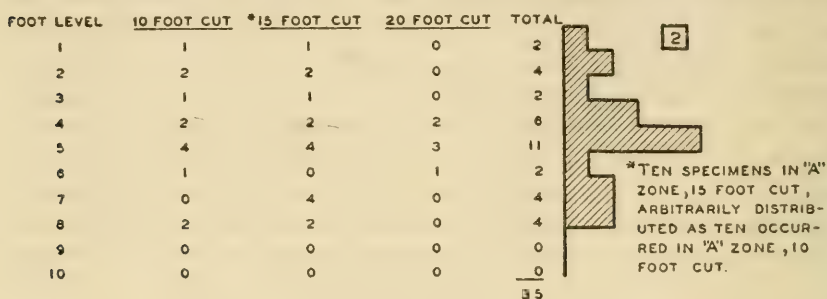 FOOT LEVEL 10 FOOT CUT *15 FOOT CUT 20 FOOT CUT TOTAL
1 1 1 0 2
2 2 2 0 4
3 1 1 0 2
4 2 2 2 6
5 4 4 3 11
6 1 0 1 2
7 0 4 0 4
8 2 2 0 4
9 0 0 0 0
10 0 0 0 0
35
2
*TEN SPECIMENS IN "A"
ZONE, 15 FOOT CUT,
ARBITRARILY DISTRIB-
UTED AS TEN OCCUR-
RED IN "A" ZONE, 10
FOOT CUT.